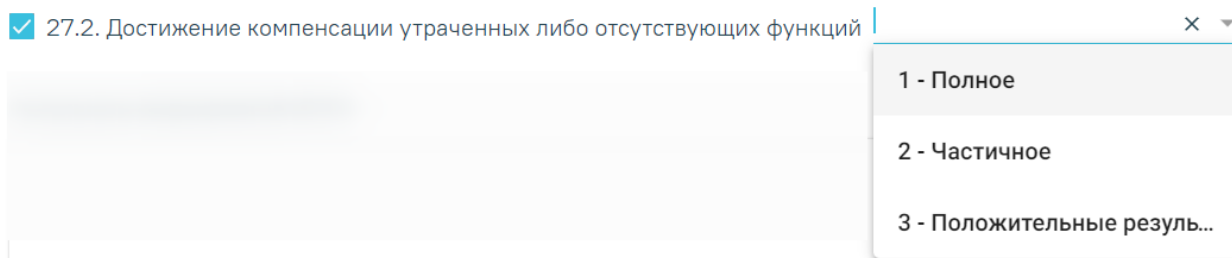 27.2. Достижение компенсации утраченных либо отсутствующих функций
1 - Полное
2 - Частичное
3 - Положительные резуль...